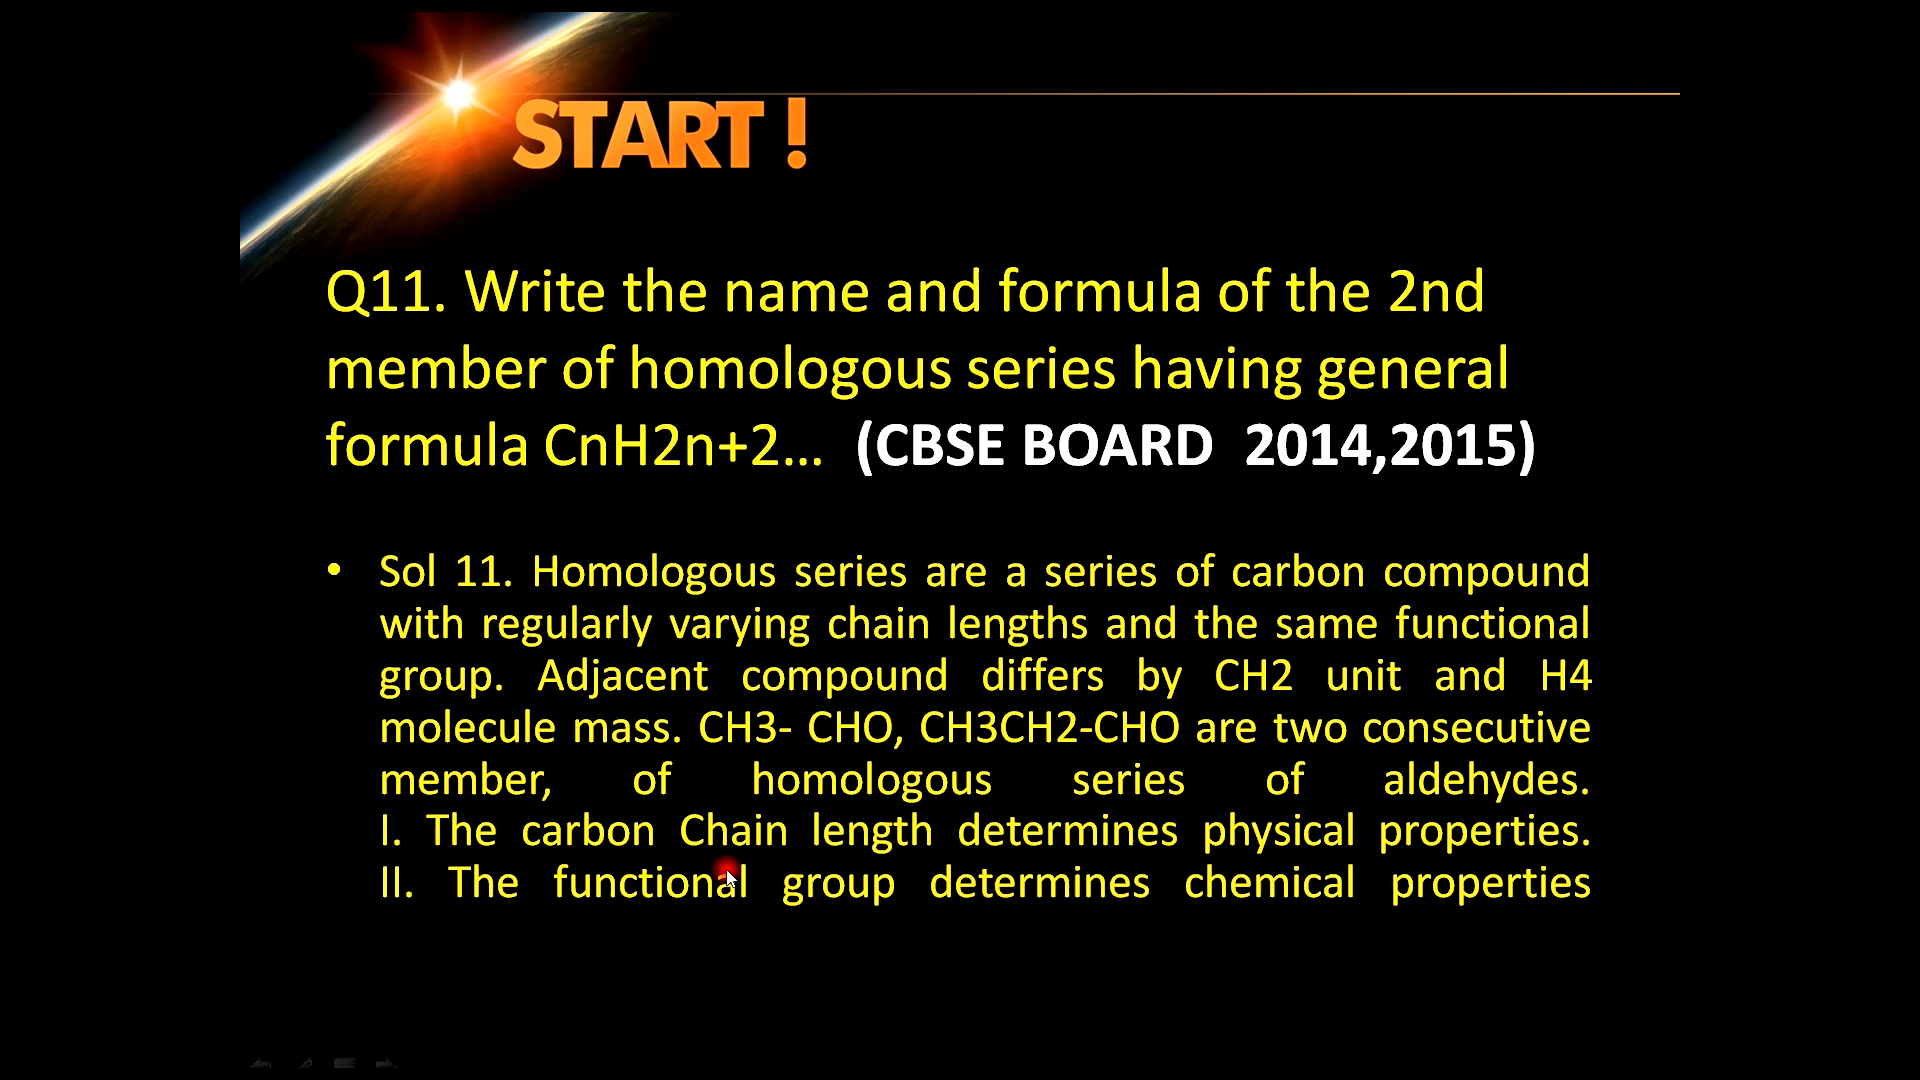 START !
Q11. Write the name and formula of the 2nd
member of homologous series having general
formula CnH2n+2... (CBSE BOARD 2014,2015)
• Sol 11. Homologous series are a series of carbon compound
with regularly varying chain lengths and the same functional
group. Adjacent compound differs by CH2 unit and H4
molecule mass. CH3- CHO, CH3CH2-CHO are two consecutive
member, of homologous series of aldehydes.
I. The carbon Chain length determines physical properties.
II. The functional group determines chemical properties